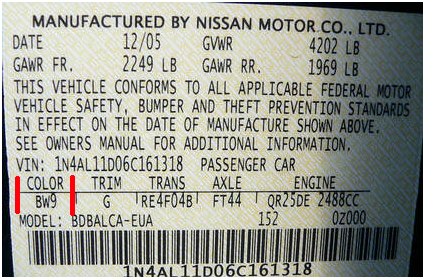 MANUFACTURED BY NISSAN MOTOR CO., LTD.
DATE 12/05 GVWR 4202 LB
GAWR FR. 2249 LB GAWR RR. 1969 LB
THIS VEHICLE CONFORMS TO ALL APPLICABLE FEDERAL MOTOR
VEHICLE SAFETY, BUMPER AND THEFT PREVENTION STANDARDS
IN EFFECT ON THE DATE OF MANUFACTURE SHOWN ABOVE.
SEE OWNERS MANUAL FOR ADDITIONAL INFORMATION.
VIN: 1N4AL11D06C161318 PASSENGER CAR
COLOR TRIM TRANS AXLE ENGINE
BW9 G RE4F04B FT44 QR25DE 2488CC
MODEL: BDBALCA-EUA 152 0Z000
1N4AL11D06C161318